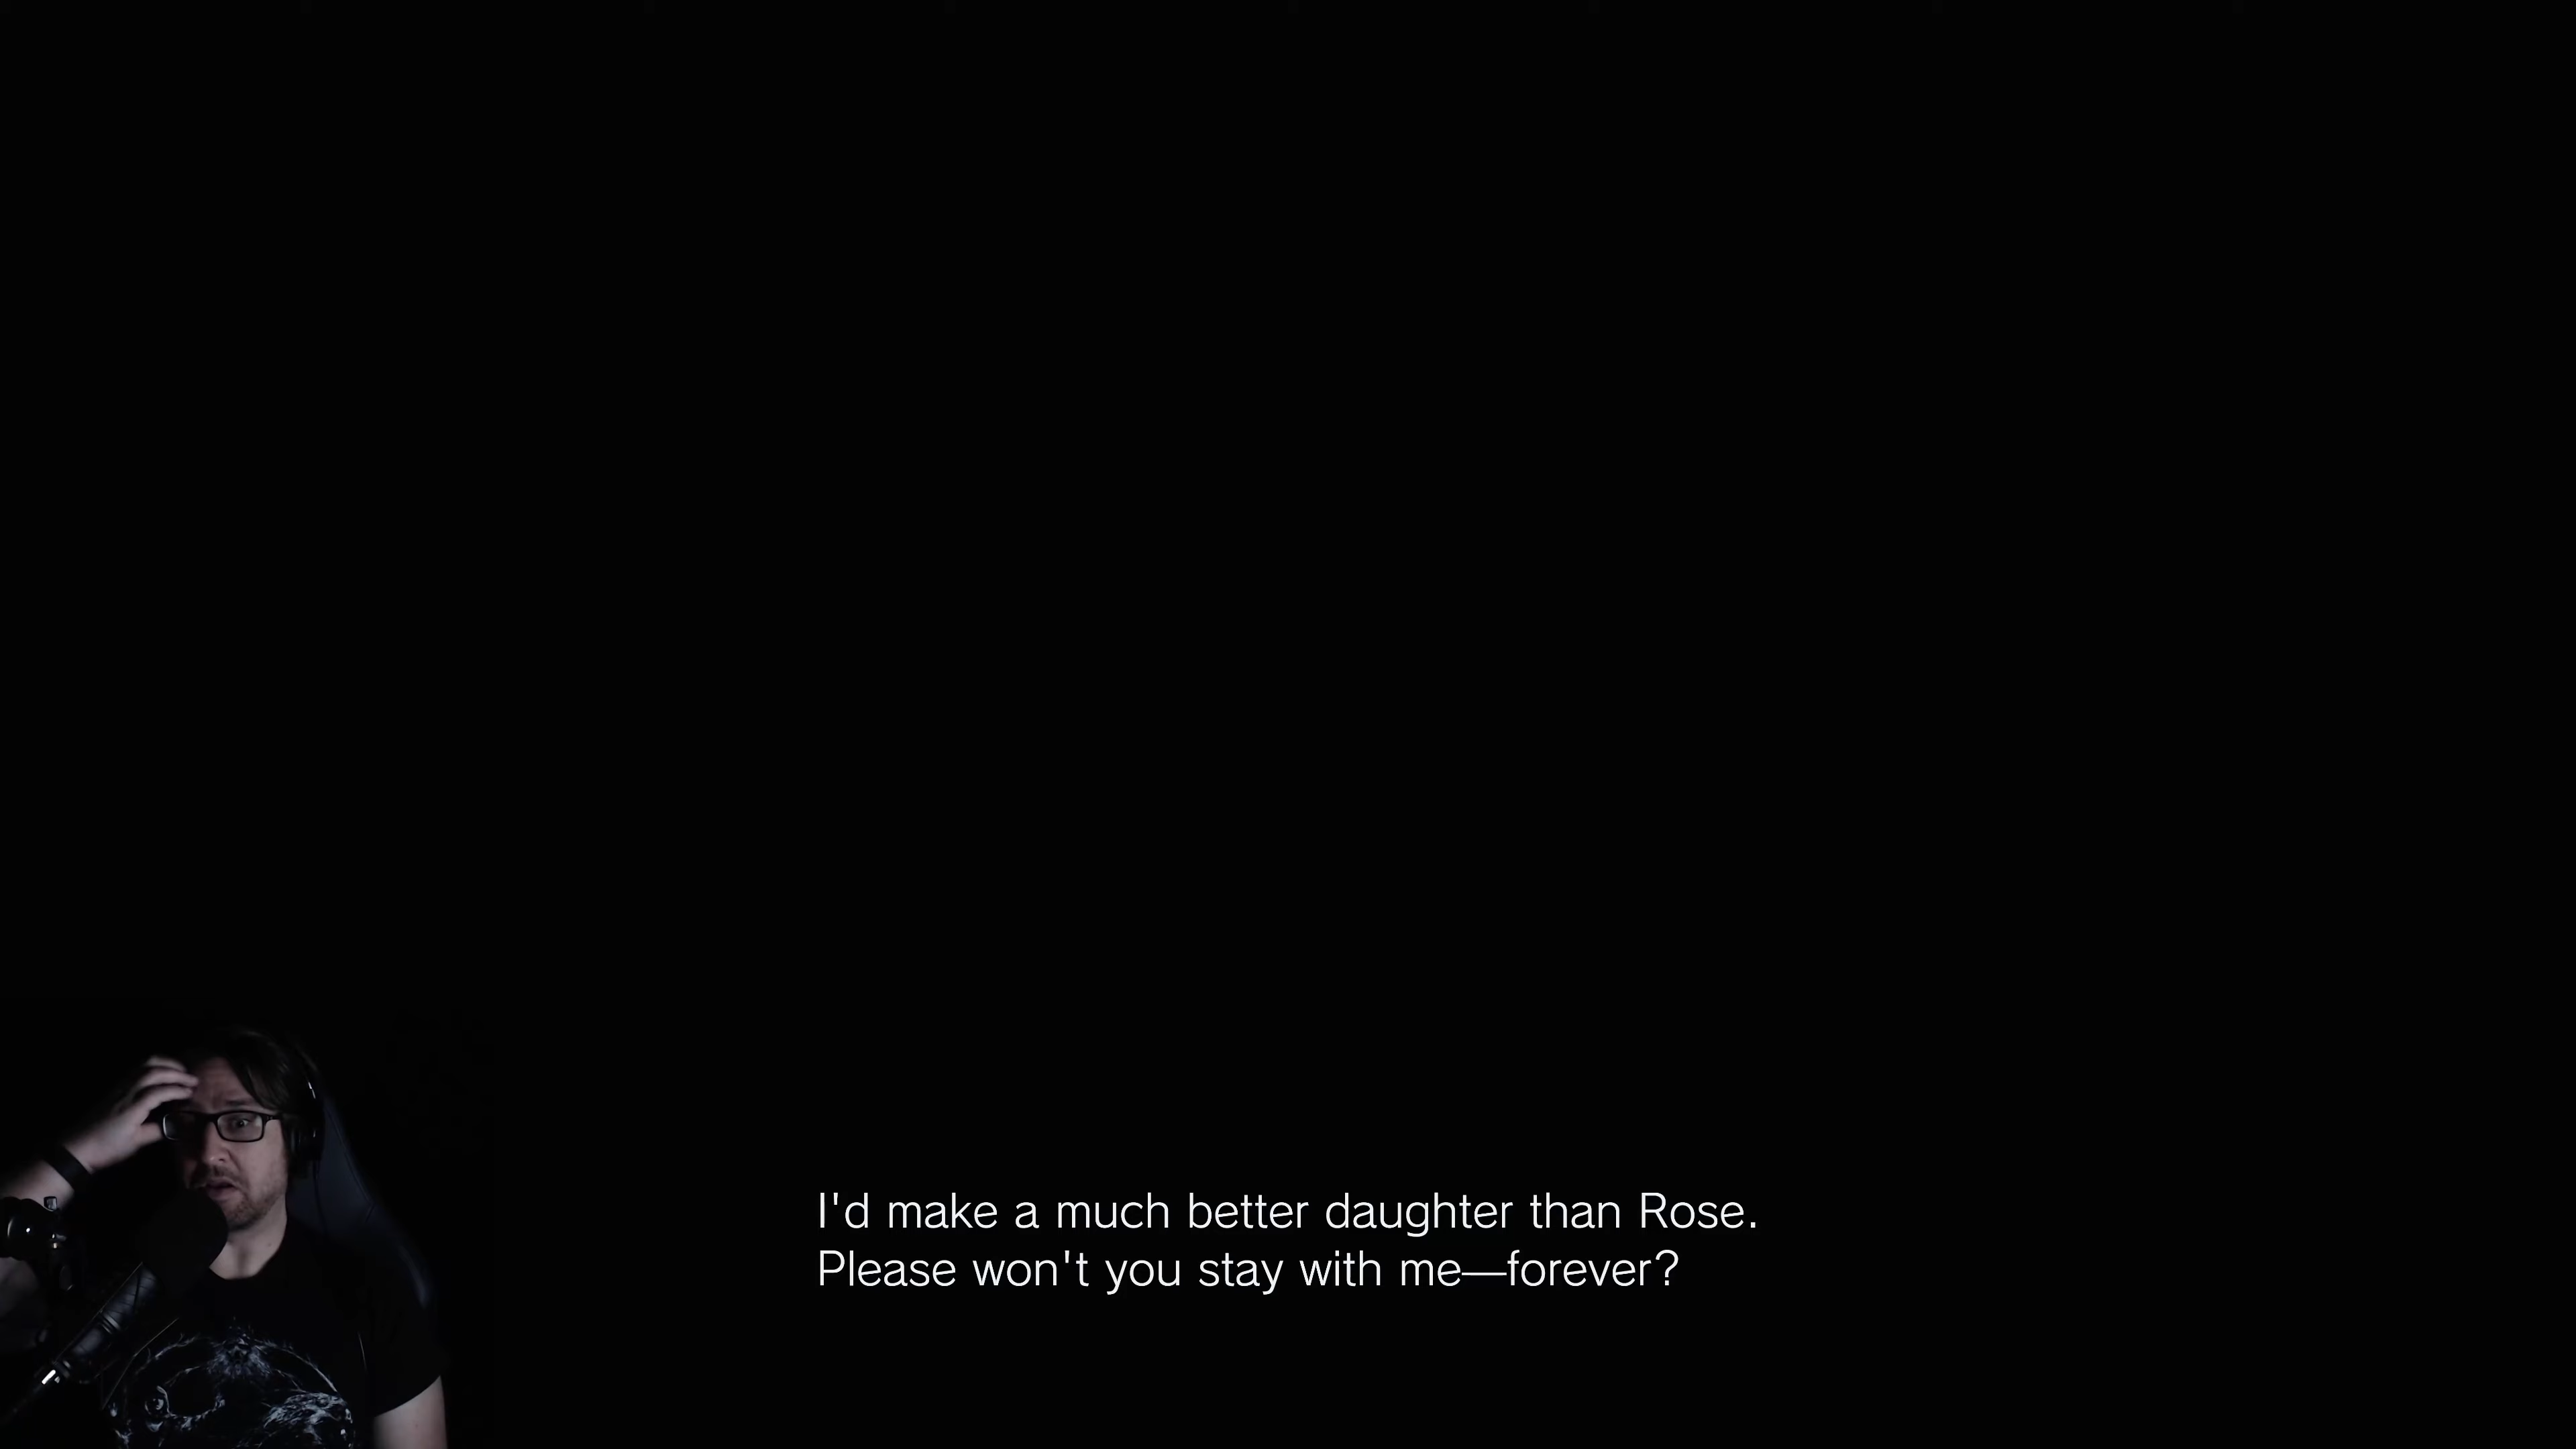 I'd make a much better daughter than Rose.
Please won't you stay with me—forever?